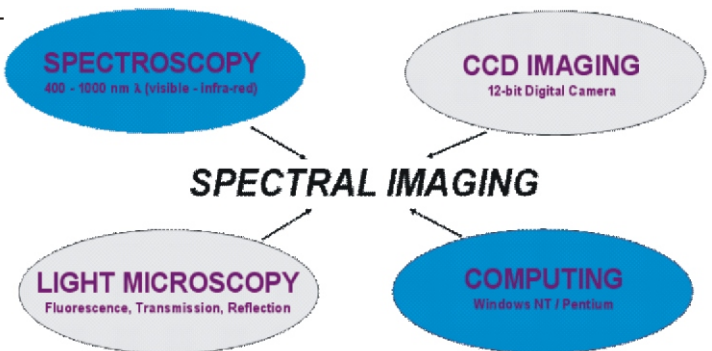 SPECTROSCOPY
400 - 1000 nm λ (visible - infra-red)
CCD IMAGING
12-bit Digital Camera
SPECTRAL IMAGING
LIGHT MICROSCOPY
Fluorescence, Transmission, Reflection
COMPUTING
Windows NT / Pentium